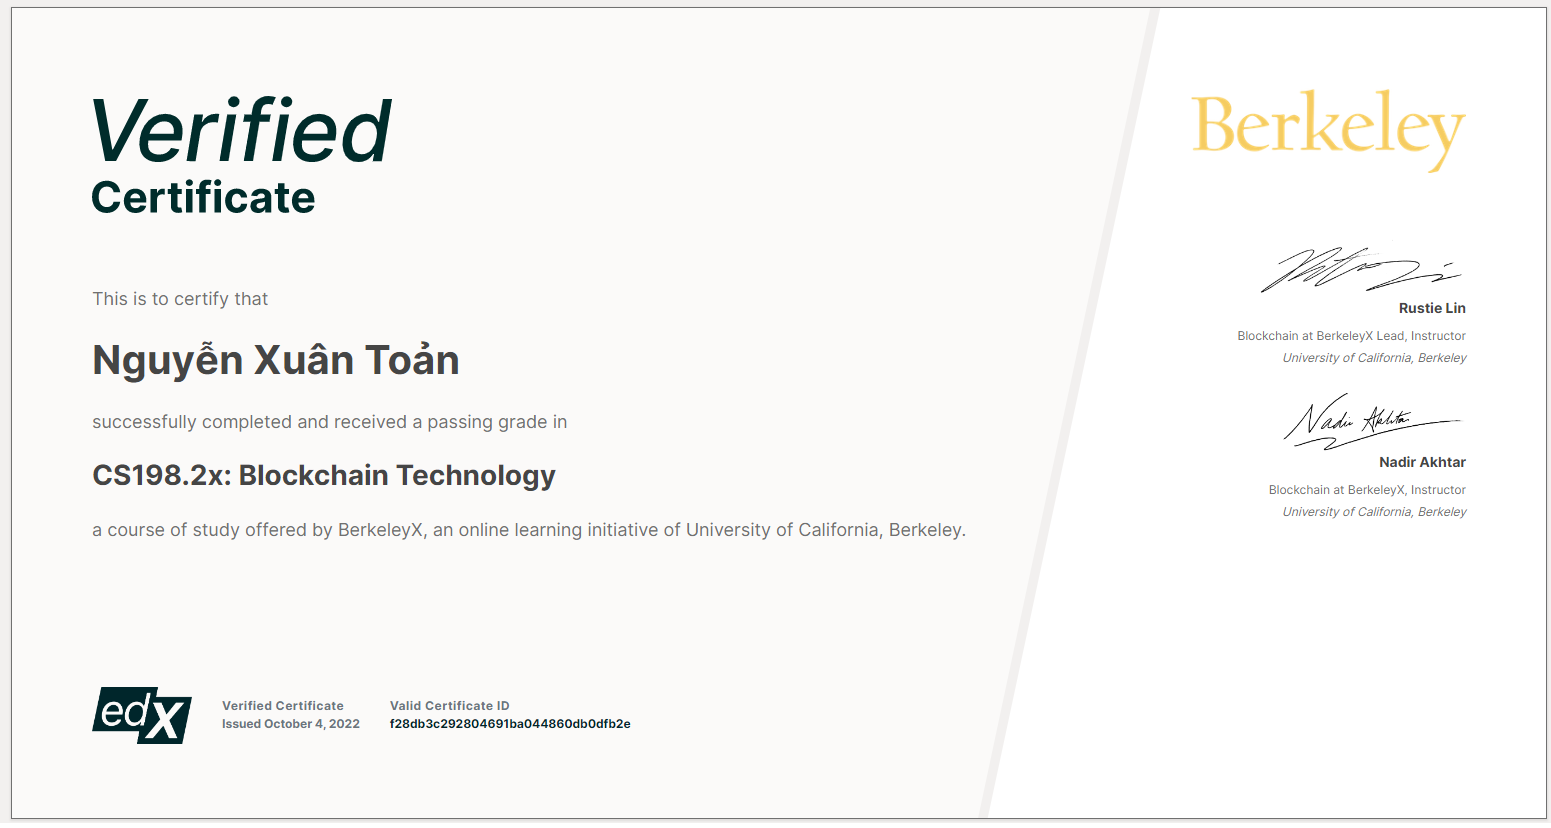 Verified
Certificate
This is to certify that
Nguyễn Xuân Toản
successfully completed and received a passing grade in
CS198.2x: Blockchain Technology
a course of study offered by BerkeleyX, an online learning initiative of University of California, Berkeley.
edX
Verified Certificate
Issued October 4, 2022
Valid Certificate ID
f28db3c292804691ba044860db0dfb2e
Berkeley
Rustie Lin
Blockchain at BerkeleyX Lead, Instructor
University of California, Berkeley
Nadir Akhtar
Nadir Akhtar
Blockchain at BerkeleyX, Instructor
University of California, Berkeley